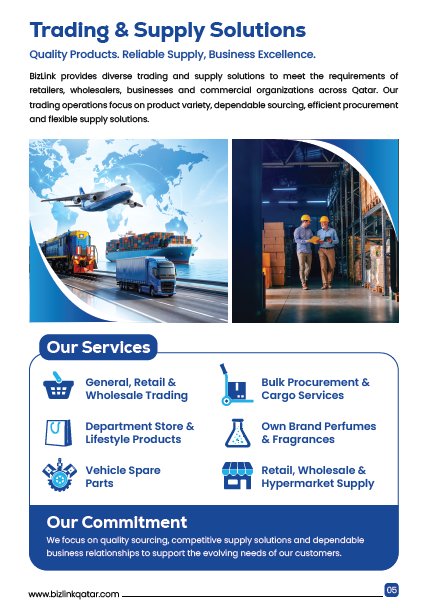 Trading & Supply Solutions
Quality Products. Reliable Supply, Business Excellence.
BizLink provides diverse trading and supply solutions to meet the requirements of
retailers, wholesalers, businesses and commercial organizations across Qatar. Our
trading operations focus on product variety, dependable sourcing, efficient procurement
and flexible supply solutions.
Our Services
General, Retail &
Wholesale Trading
Bulk Procurement &
Cargo Services
Department Store &
Lifestyle Products
Own Brand Perfumes
& Fragrances
Vehicle Spare
Parts
Retail, Wholesale &
Hypermarket Supply
Our Commitment
We focus on quality sourcing, competitive supply solutions and dependable
business relationships to support the evolving needs of our customers.
www.bizlinkqatar.com
05